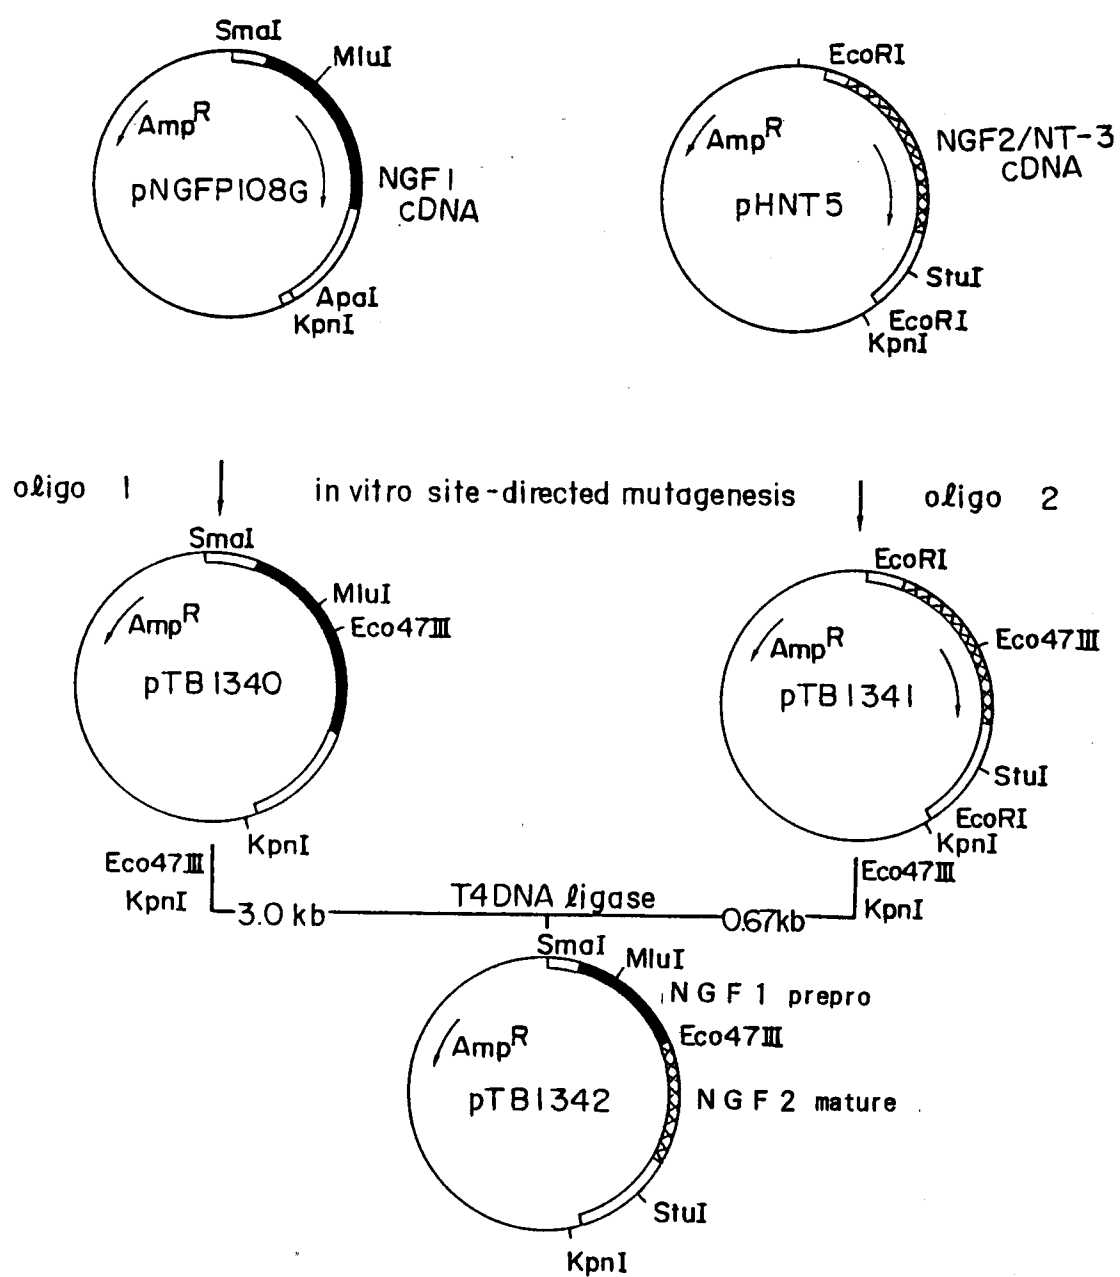 SmaI
MluI
AmpR
pNGFP108G
NGF1
cDNA
ApaI
KpnI
EcoRI
AmpR
pHNT5
NGF2/NT-3
cDNA
StuI
EcoRI
KpnI
oligo 1
in vitro site-directed mutagenesis
oligo 2
SmaI
MluI
Eco47III
AmpR
pTB1340
KpnI
EcoRI
Eco47III
AmpR
pTB1341
StuI
EcoRI
KpnI
Eco47III
KpnI
3.0 kb
T4DNA ligase
0.67kb
Eco47III
KpnI
SmaI
MluI
NGF1 prepro
Eco47III
AmpR
pTB1342
NGF2 mature
StuI
KpnI